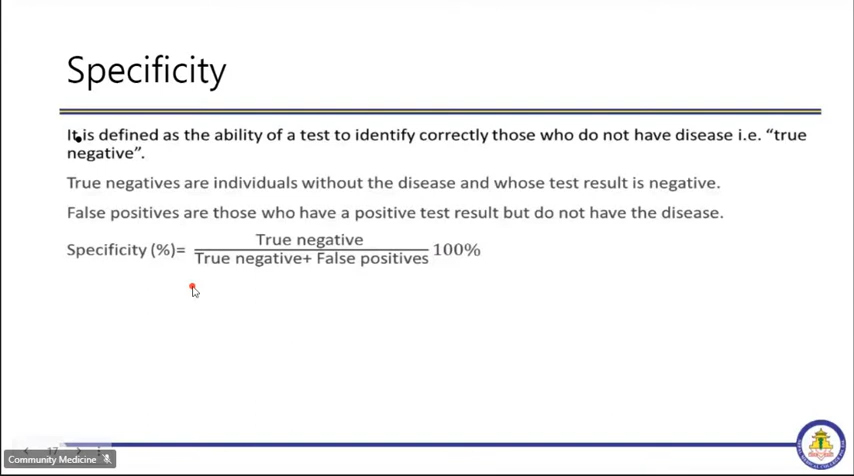 Specificity
It is defined as the ability of a test to identify correctly those who do not have disease i.e. “true
negative”.
True negatives are individuals without the disease and whose test result is negative.
False positives are those who have a positive test result but do not have the disease.
Specificity (%)= True negative
True negative+ False positives 100%
17
Community Medicine